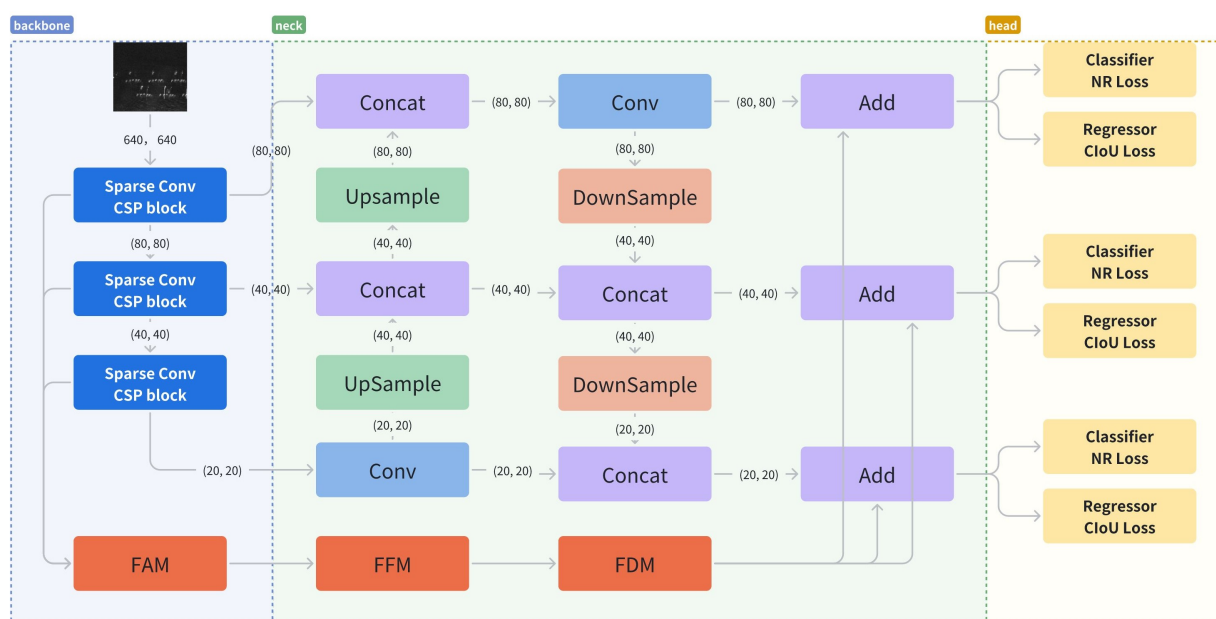 backbone
neck
head
640, 640
Sparse Conv
CSP block
(80, 80)
Sparse Conv
CSP block
(40, 40)
Sparse Conv
CSP block
FAM
(80, 80)
(40, 40)
(20, 20)
Concat
(80, 80)
Conv
(80, 80)
Add
(80, 80)
(80, 80)
Upsample
DownSample
(40, 40)
(40, 40)
Concat
(40, 40)
Concat
(40, 40)
Add
(40, 40)
(40, 40)
UpSample
DownSample
(20, 20)
(20, 20)
Conv
(20, 20)
Concat
(20, 20)
Add
FFM
FDM
Classifier
NR Loss
Regressor
CIoU Loss
Classifier
NR Loss
Regressor
CIoU Loss
Classifier
NR Loss
Regressor
CIoU Loss